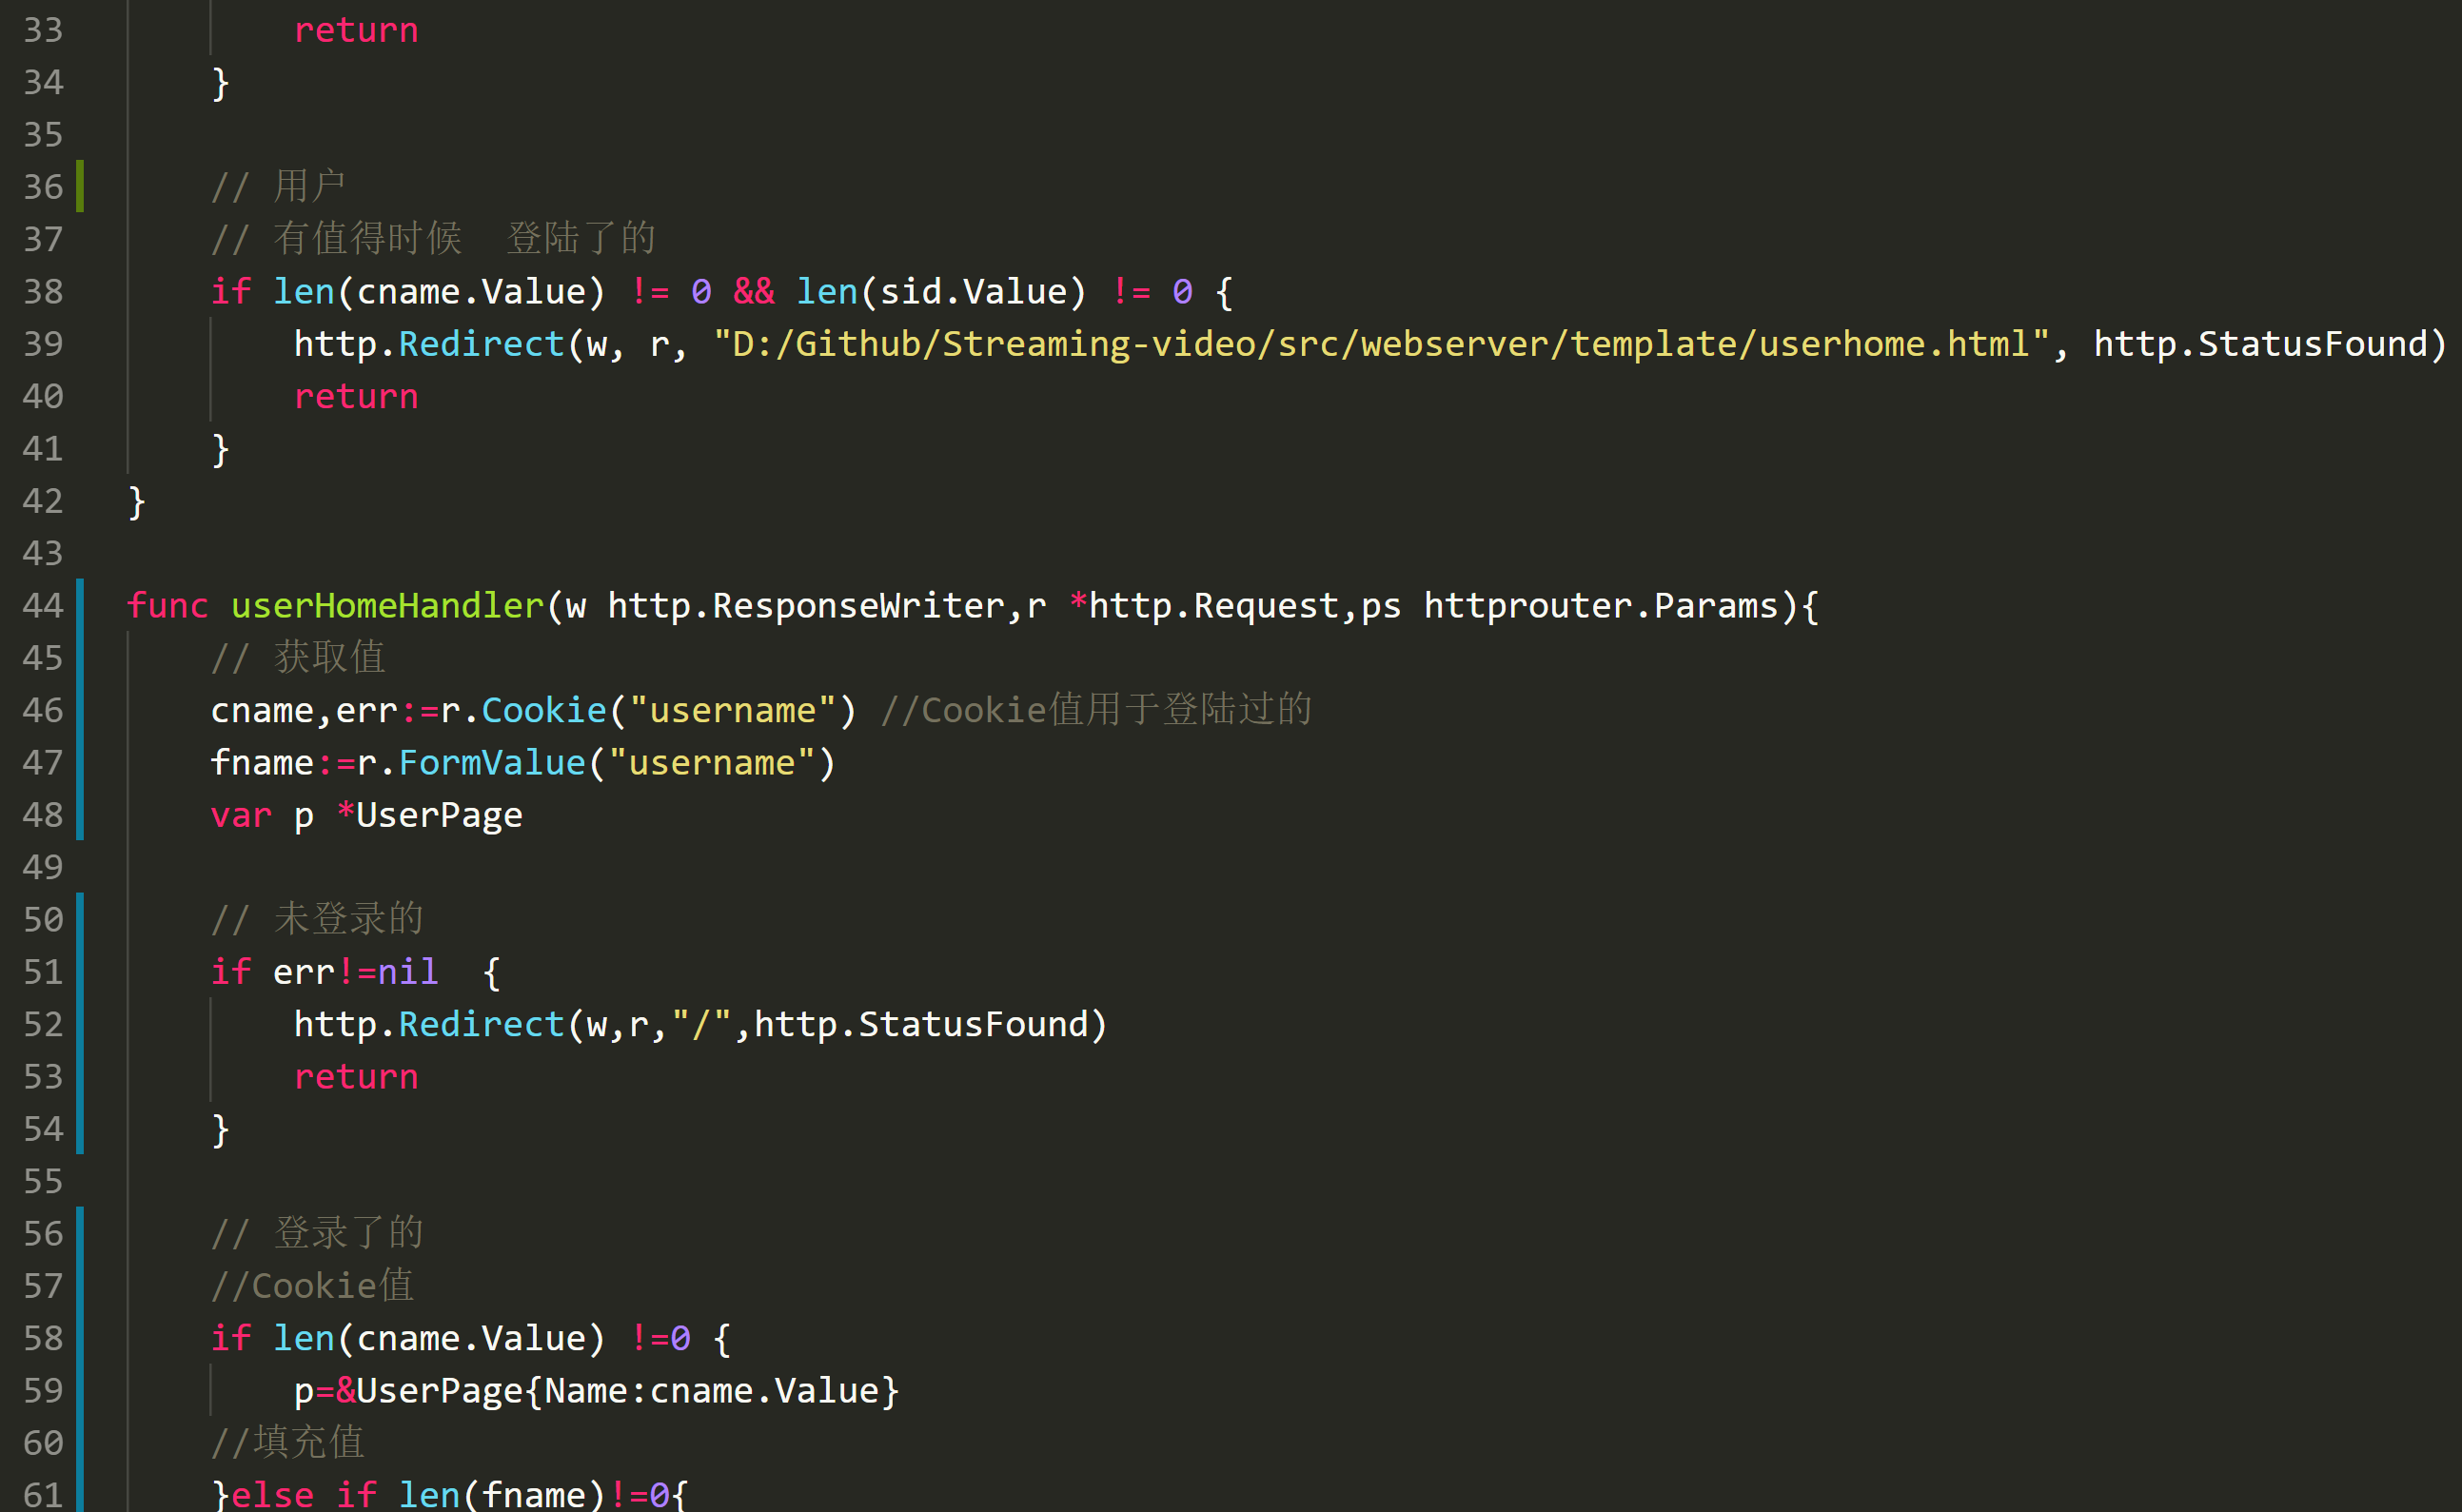 33 return
34 }
35
36 // 用户
37 // 有值得时候  登陆了的
38 if len(cname.Value) != 0 && len(sid.Value) != 0 {
39 http.Redirect(w, r, "D:/Github/Streaming-video/src/webserver/template/userhome.html", http.StatusFound)
40 return
41 }
42 }
43
44 func userHomeHandler(w http.ResponseWriter,r *http.Request,ps httprouter.Params){
45 // 获取值
46 cname,err:=r.Cookie("username") //Cookie值用于登陆过的
47 fname:=r.FormValue("username")
48 var p *UserPage
49
50 // 未登录的
51 if err!=nil  {
52 http.Redirect(w,r,"/",http.StatusFound)
53 return
54 }
55
56 // 登录了的
57 //Cookie值
58 if len(cname.Value) !=0 {
59 p=&UserPage{Name:cname.Value}
60 //填充值
61 }else if len(fname)!=0{